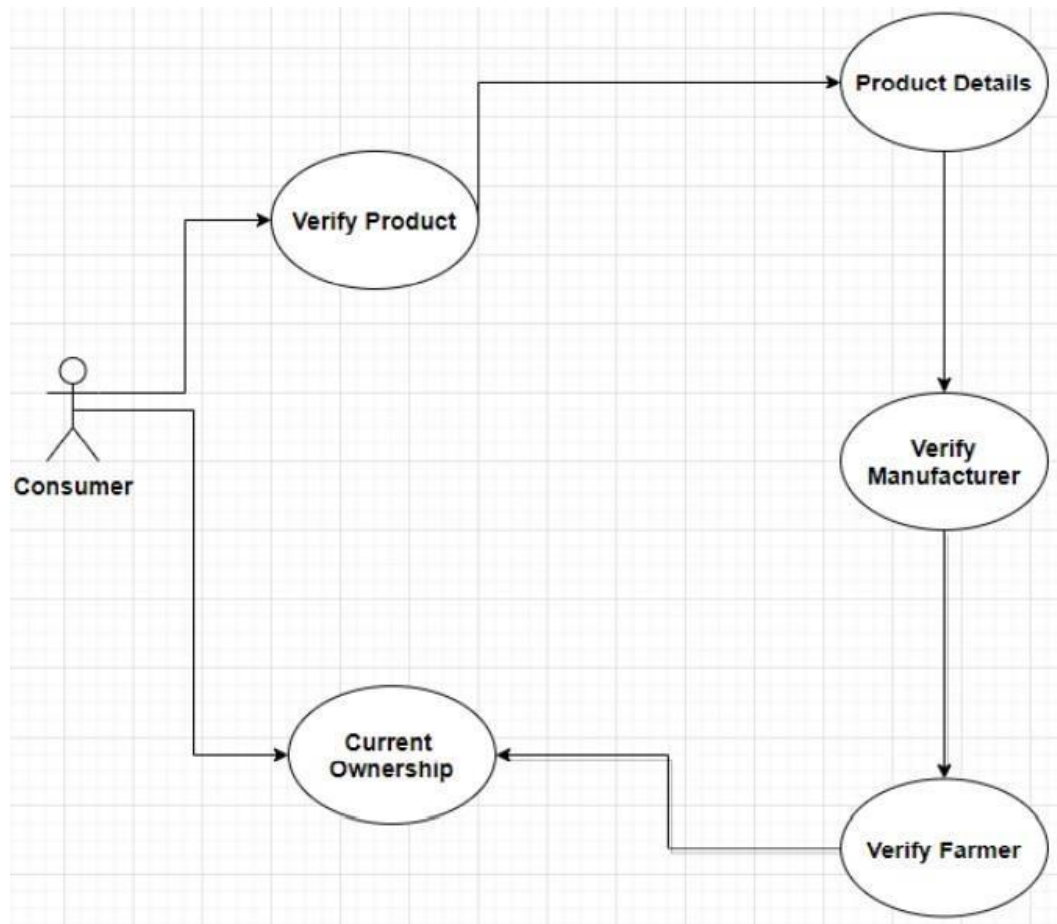 Product Details
Verify Product
Verify
Manufacturer
Consumer
Current
Ownership
Verify Farmer